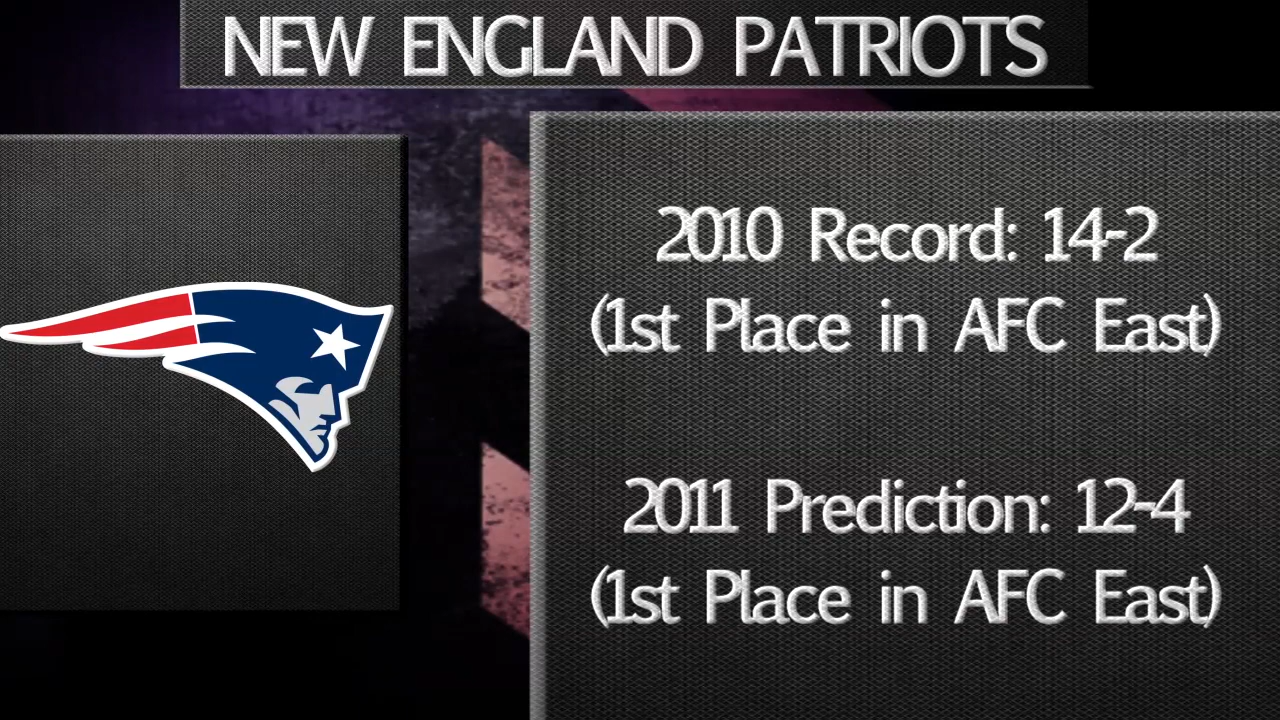 NEW ENGLAND PATRIOTS
2010 Record: 14-2
(1st Place in AFC East)
2011 Prediction: 12-4
(1st Place in AFC East)